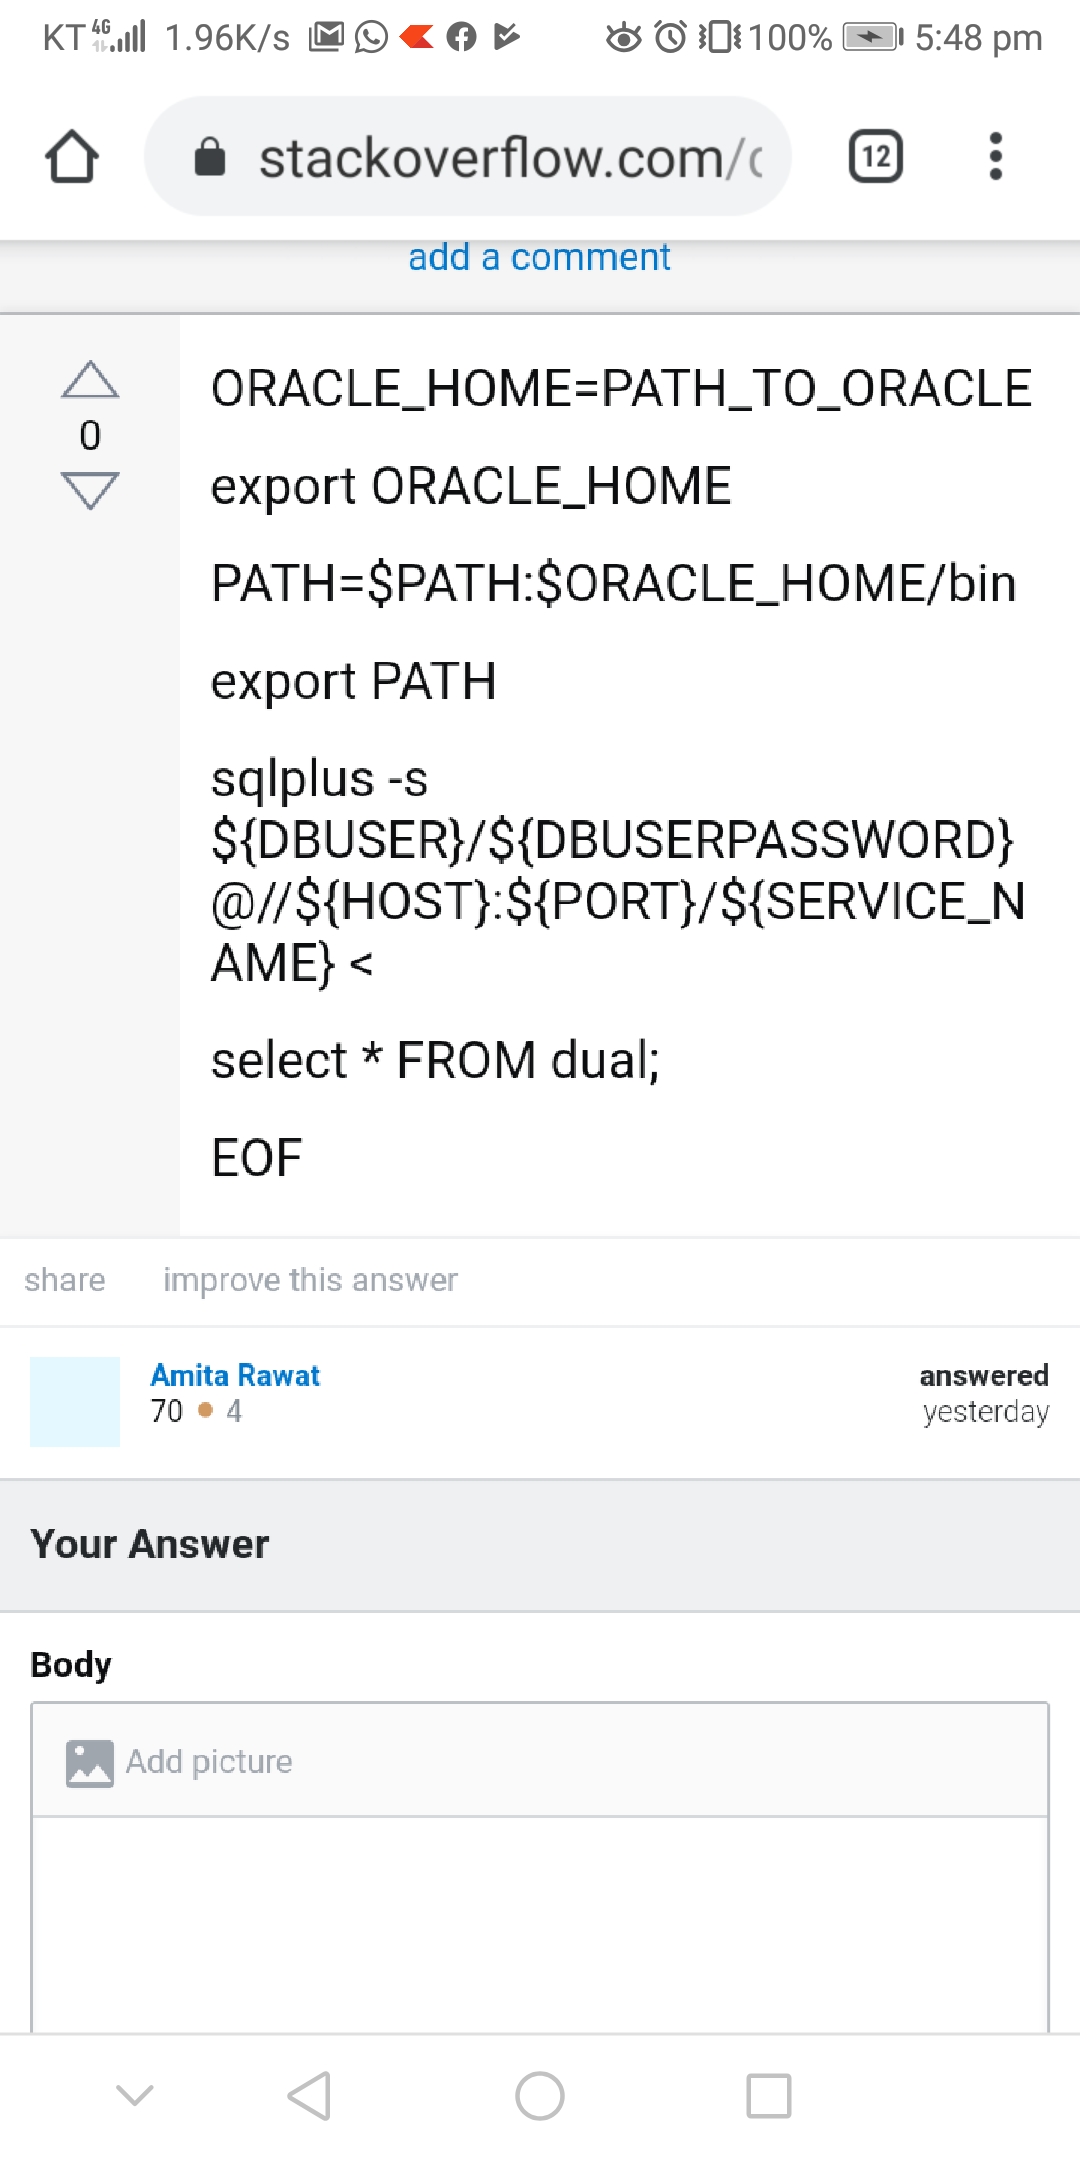 KT 4G 1.96K/s 100% 5:48 pm
stackoverflow.com/
12
add a comment
ORACLE_HOME=PATH_TO_ORACLE
0
export ORACLE_HOME
PATH=$PATH:$ORACLE_HOME/bin
export PATH
sqlplus -s
${DBUSER}/${DBUSERPASSWORD}
@//${HOST}:${PORT}/${SERVICE_N
AME} <
select * FROM dual;
EOF
share improve this answer
Amita Rawat answered
70 ● 4 yesterday
Your Answer
Body
Add picture